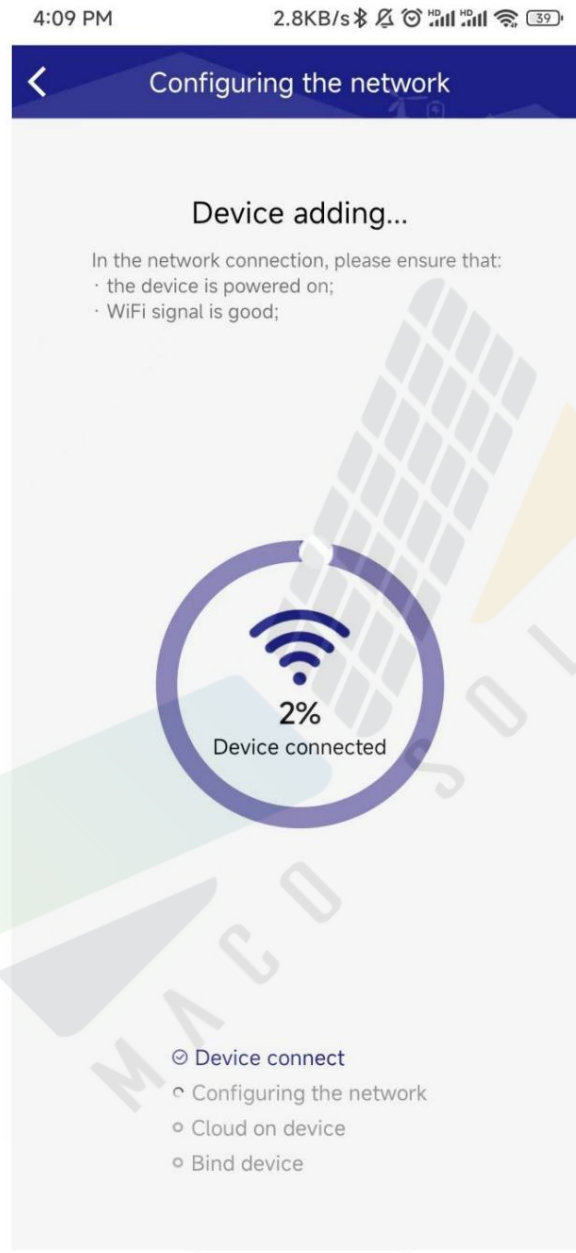 4:09 PM 2.8KB/s HD HD 39
Configuring the network
Device adding...
In the network connection, please ensure that:
· the device is powered on;
· WiFi signal is good;
2%
Device connected
MACO SOL
Device connect
Configuring the network
Cloud on device
Bind device